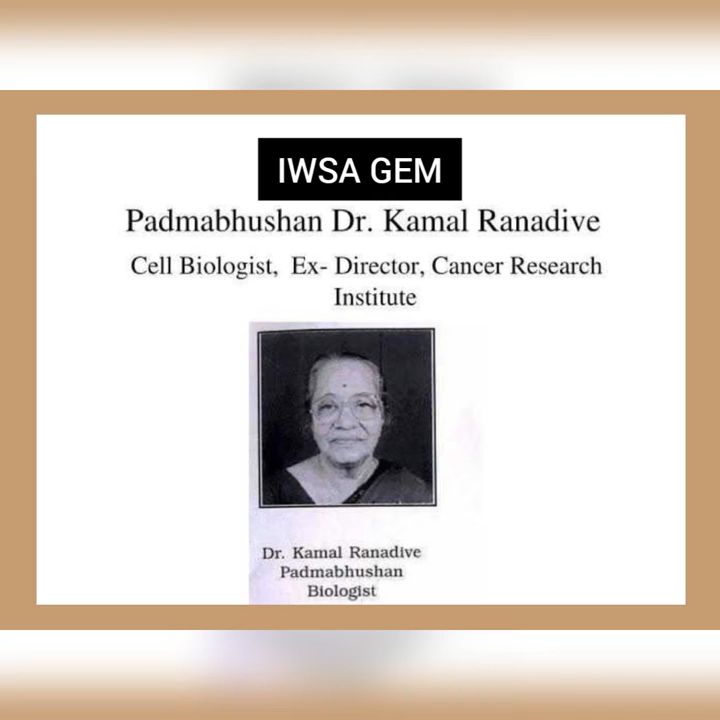 IWSA GEM
Padmabhushan Dr. Kamal Ranadive
Cell Biologist, Ex- Director, Cancer Research
Institute
Dr. Kamal Ranadive
Padmabhushan
Biologist